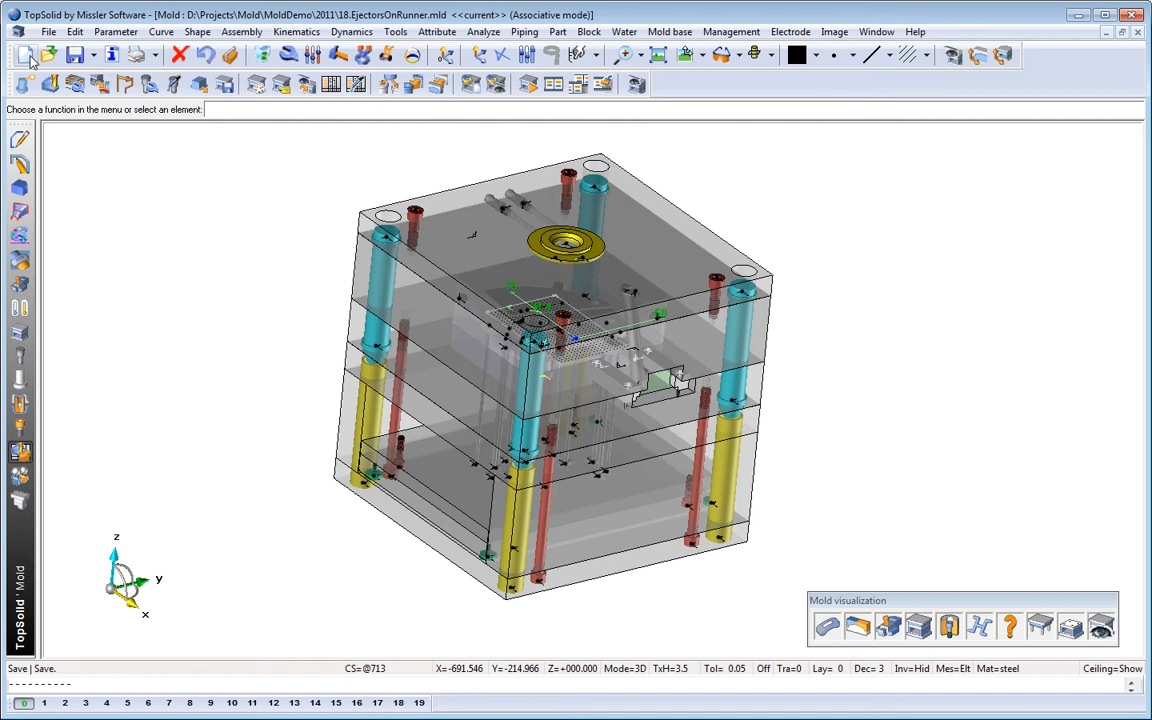 TopSolid by Missler Software - [Mold : D:\Projects\Mold\MoldDemo\2011\18.EjectorsOnRunner.mld  <<current>> (Associative mode)]
File Edit Parameter Curve Shape Assembly Kinematics Dynamics Tools Attribute Analyze Piping Part Block Water Mold base Management Electrode Image Window Help
Choose a function in the menu or select an element:
z
y
x
Mold visualization
TopSolid'Mold
Save | Save. CS=@713 X=-691.546 Y=-214.966 Z=+000.000 Mode=3D TxH=3.5 Tol= 0.05 Off Tra=0 Lay= 0 Dec= 3 Inv=Hid Mes=Elt Mat=steel Ceiling=Show
----------
0 1 2 3 4 5 6 7 8 9 10 11 12 13 14 15 16 17 18 19